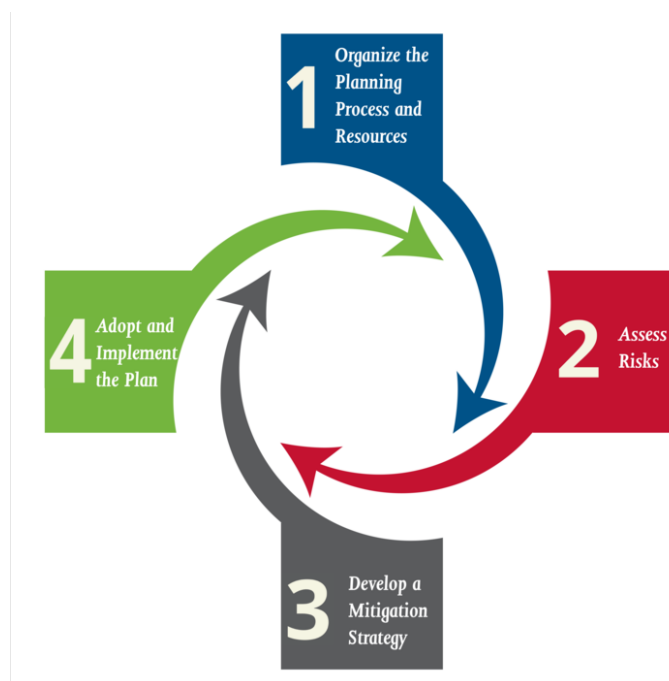 1
Organize the
Planning
Process and
Resources
2
Assess
Risks
3
Develop a
Mitigation
Strategy
4
Adopt and
Implement
the Plan